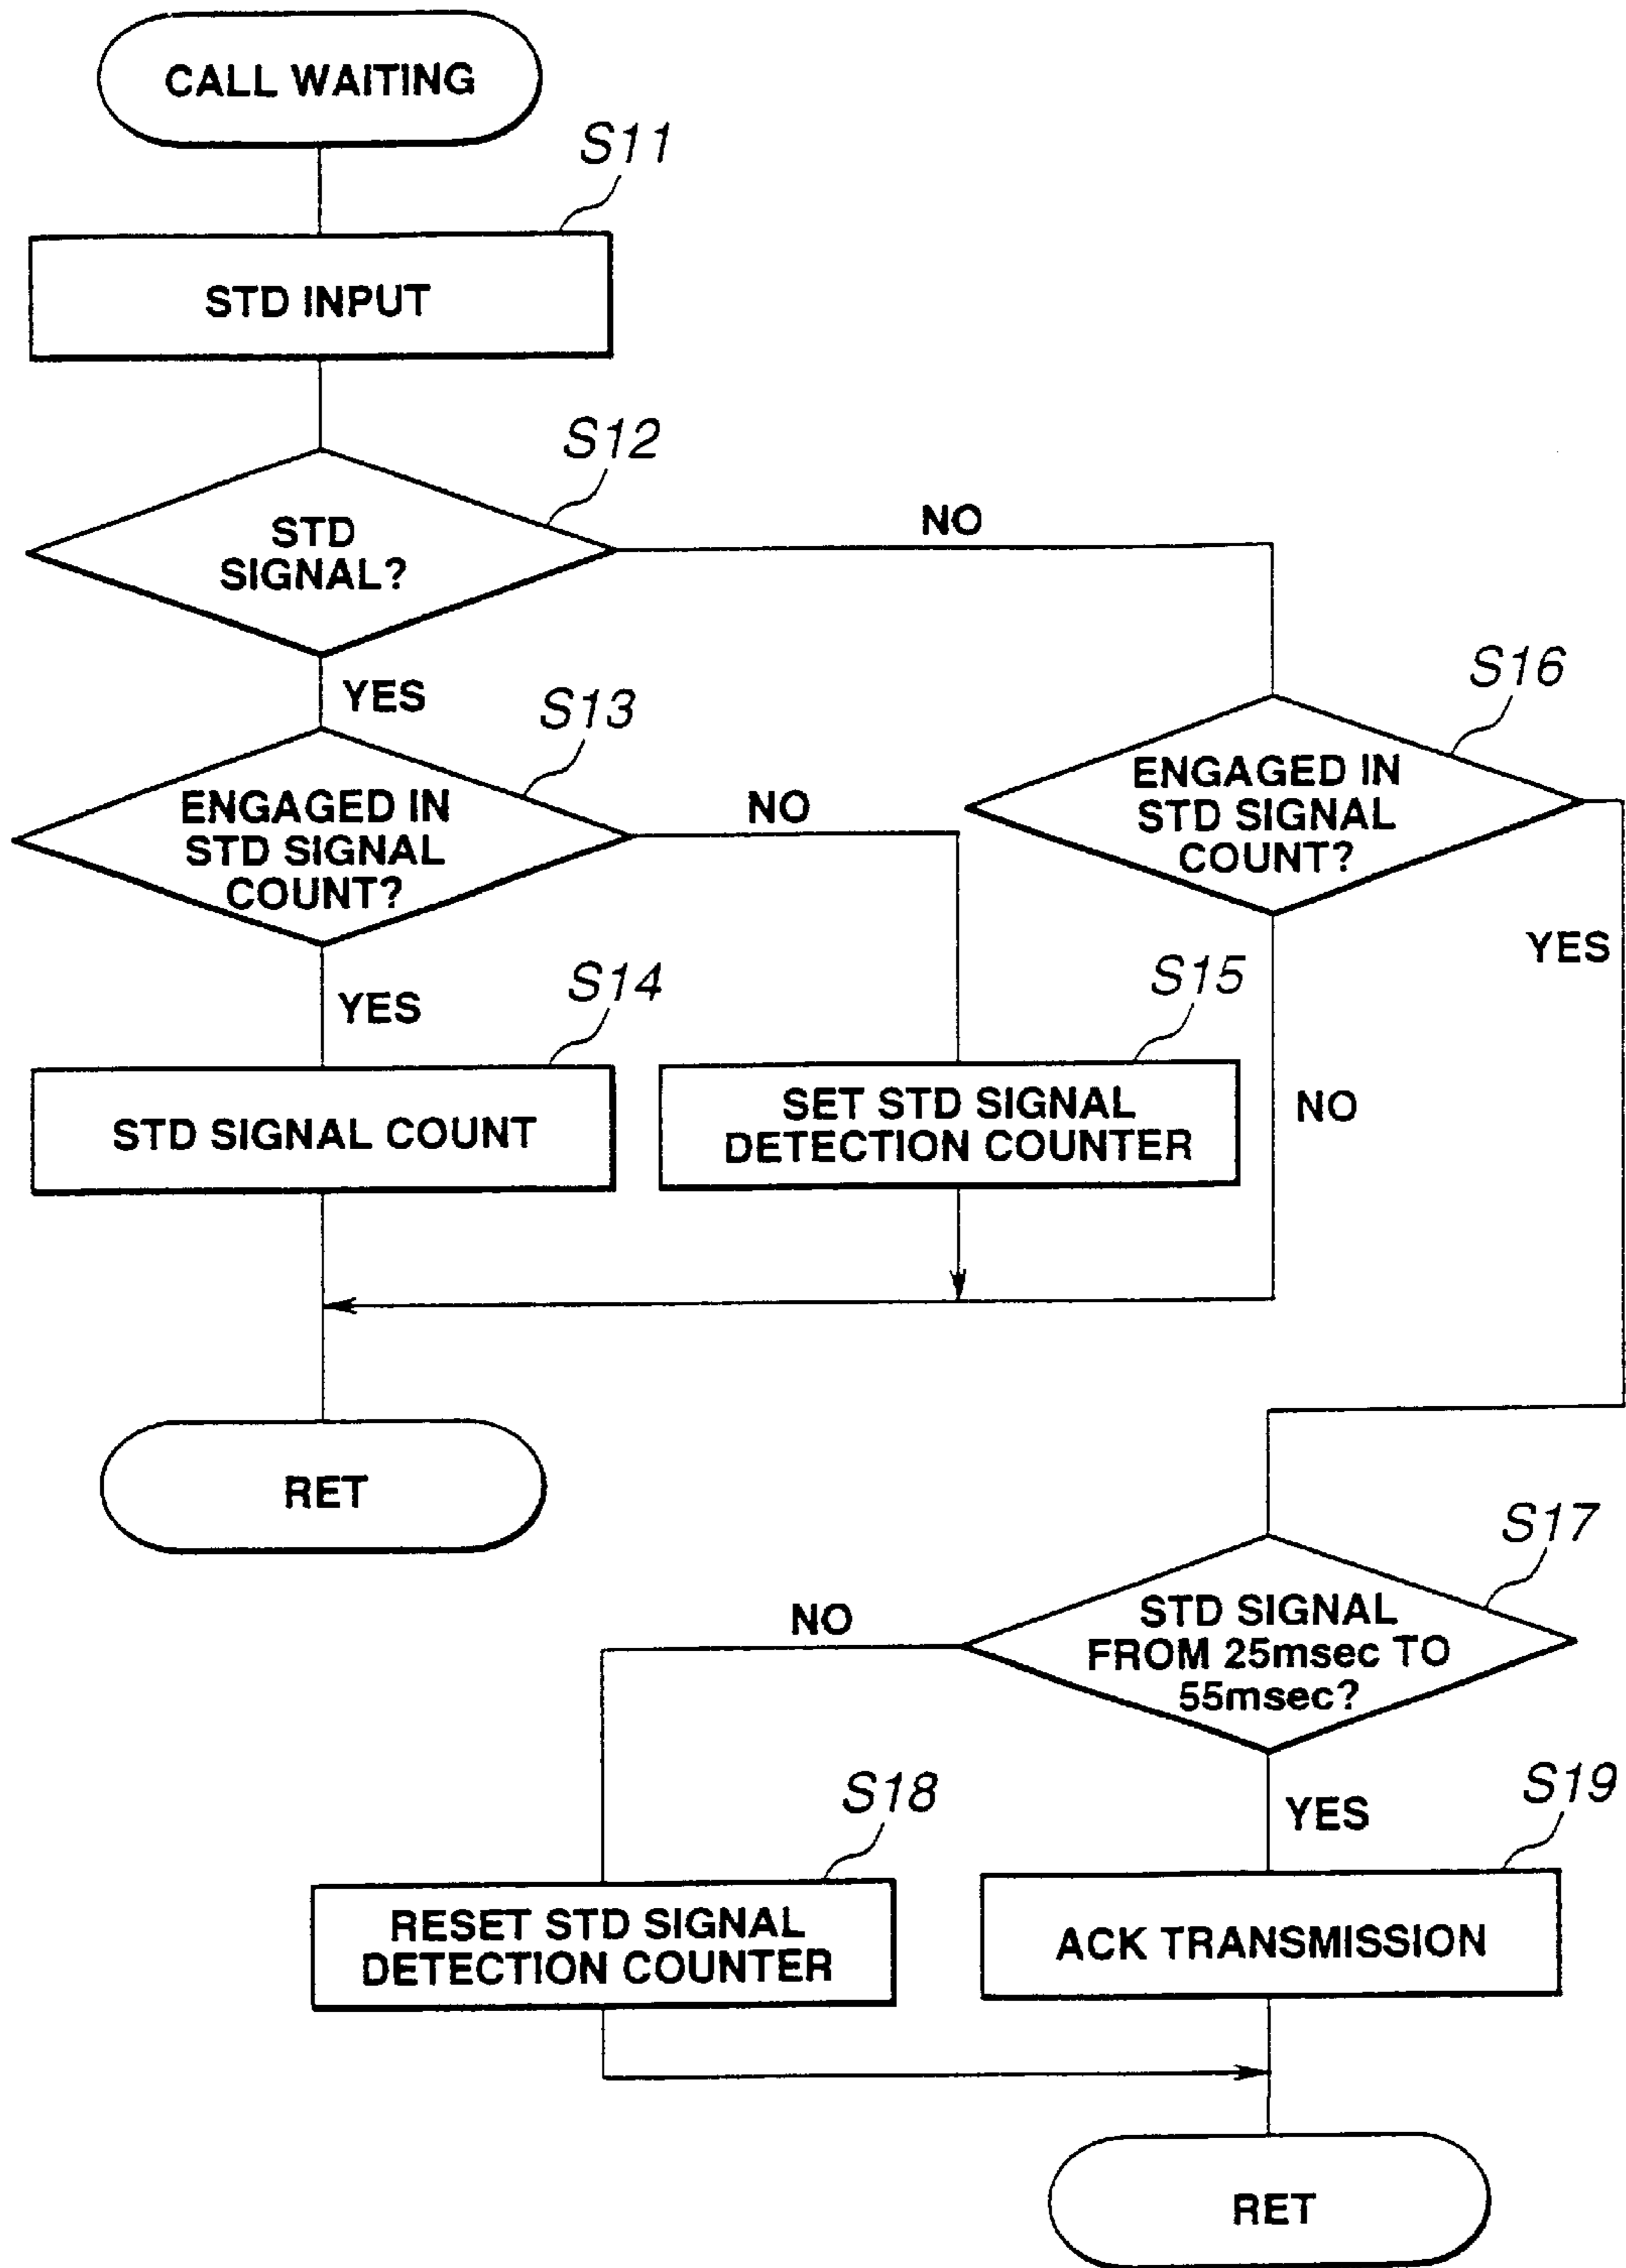 CALL WAITING
S11
STD INPUT
S12
STD
SIGNAL?
NO
YES
S13
ENGAGED IN
STD SIGNAL
COUNT?
NO
S16
ENGAGED IN
STD SIGNAL
COUNT?
YES
YES
S14
STD SIGNAL COUNT
S15
SET STD SIGNAL
DETECTION COUNTER
NO
RET
S17
STD SIGNAL
FROM 25msec TO
55msec?
NO
YES
S18
RESET STD SIGNAL
DETECTION COUNTER
S19
ACK TRANSMISSION
RET